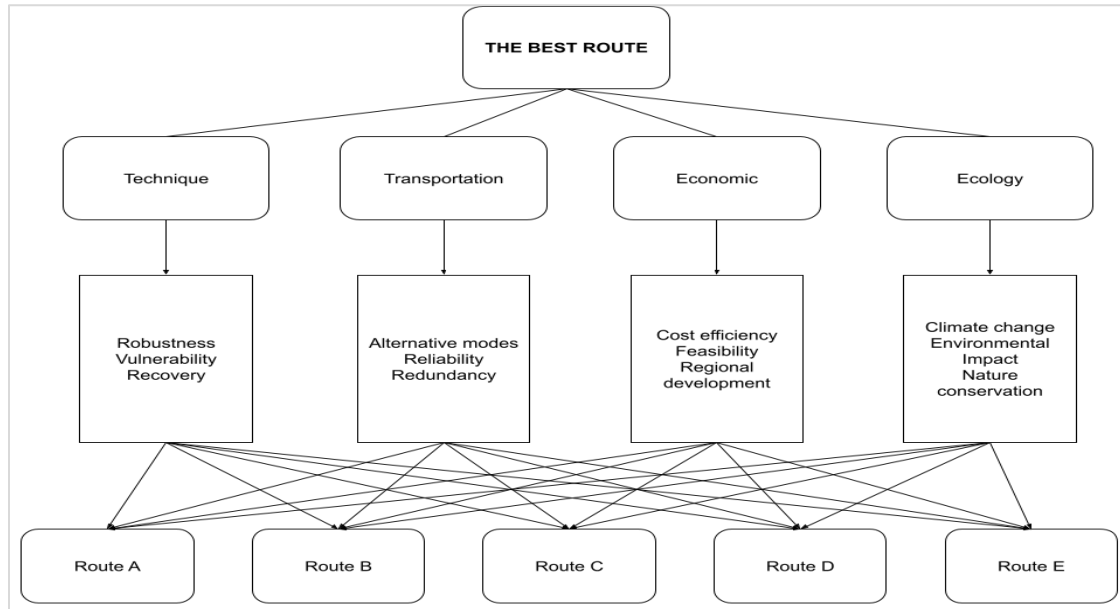 THE BEST ROUTE
Technique
Transportation
Economic
Ecology
Robustness
Vulnerability
Recovery
Alternative modes
Reliability
Redundancy
Cost efficiency
Feasibility
Regional
development
Climate change
Environmental
Impact
Nature
conservation
Route A
Route B
Route C
Route D
Route E